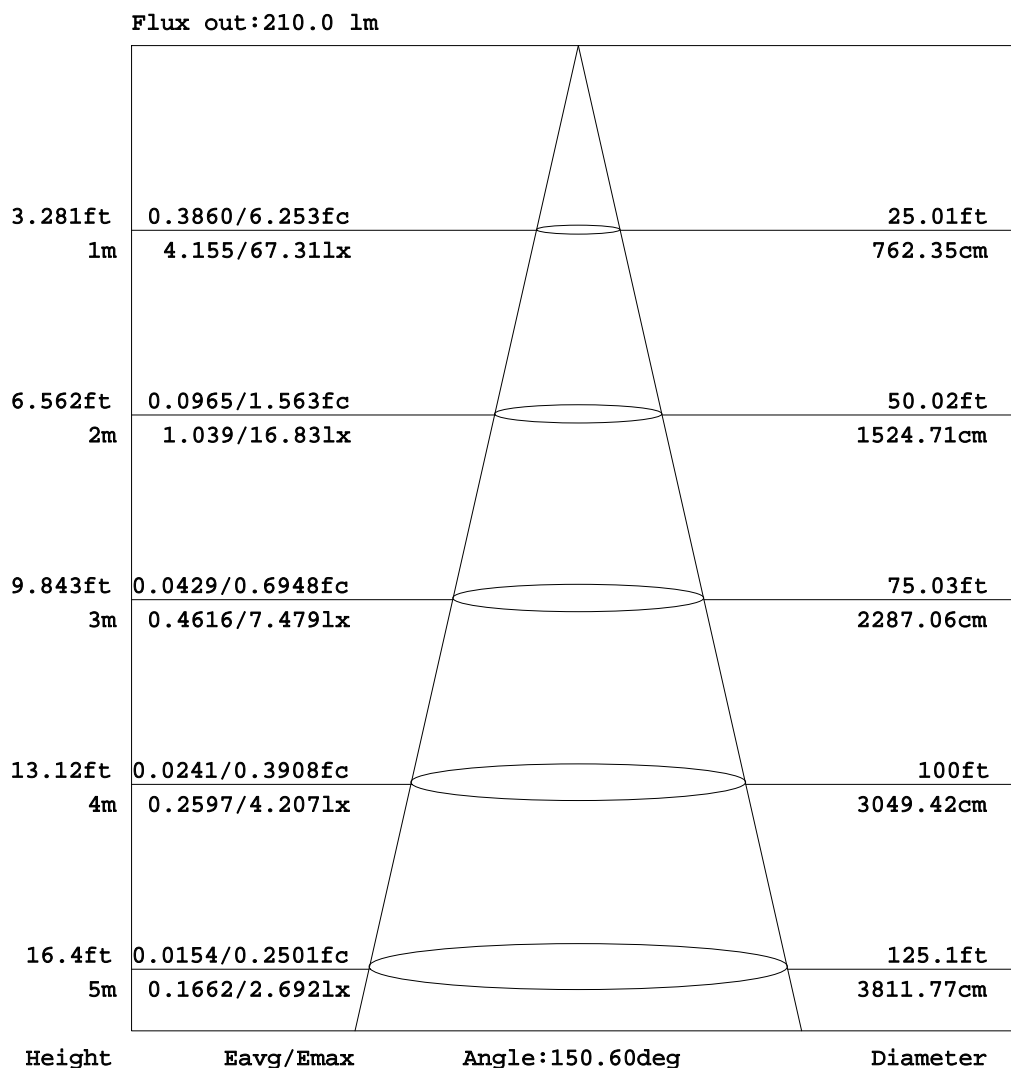 Flux out:210.0 lm
3.281ft 0.3860/6.253fc 25.01ft
1m 4.155/67.31lx 762.35cm
6.562ft 0.0965/1.563fc 50.02ft
2m 1.039/16.83lx 1524.71cm
9.843ft 0.0429/0.6948fc 75.03ft
3m 0.4616/7.479lx 2287.06cm
13.12ft 0.0241/0.3908fc 100ft
4m 0.2597/4.207lx 3049.42cm
16.4ft 0.0154/0.2501fc 125.1ft
5m 0.1662/2.692lx 3811.77cm
Height Eavg/Emax Angle:150.60deg Diameter